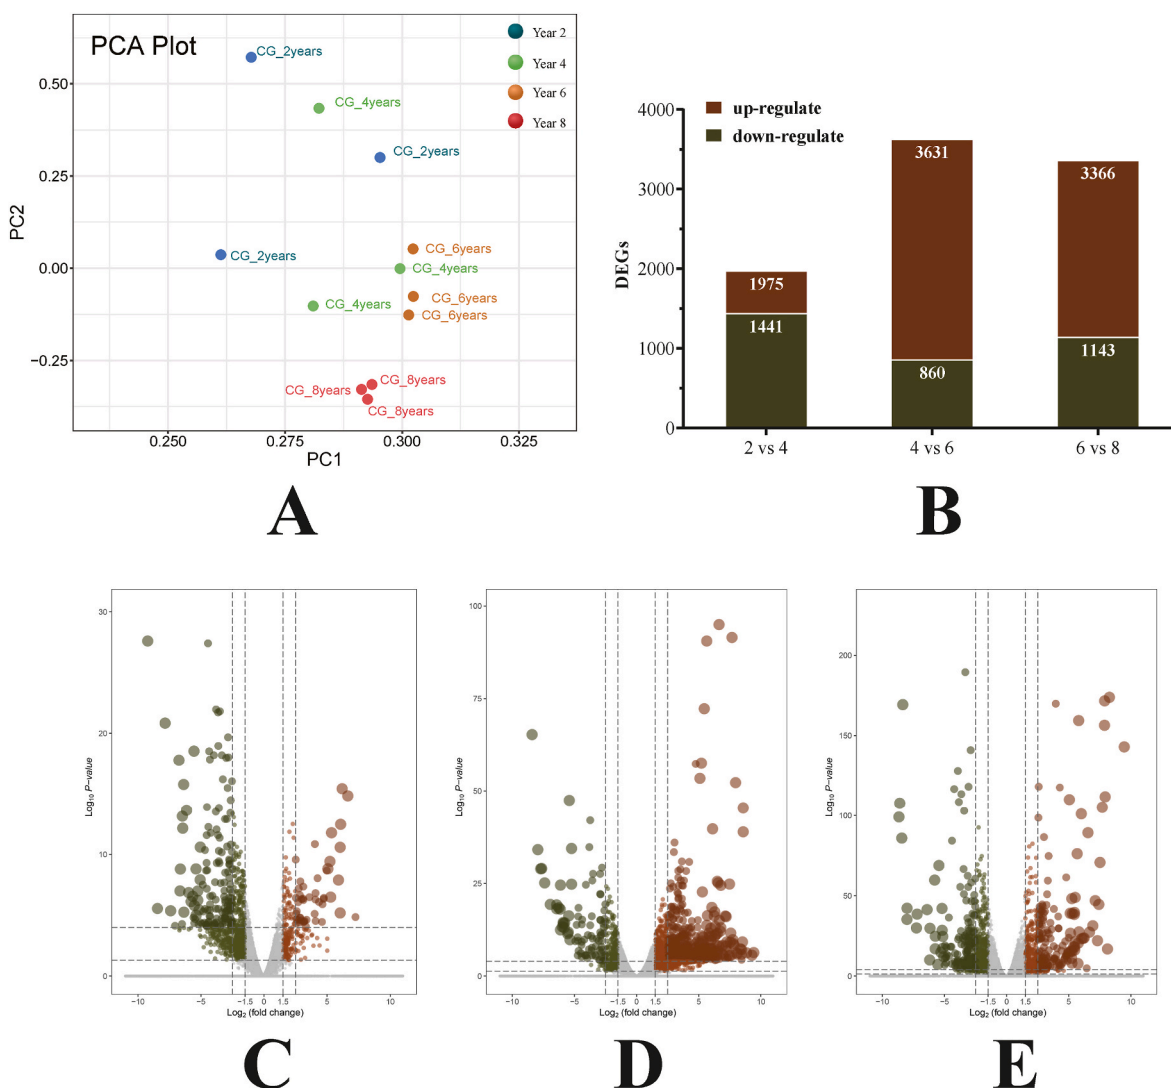 PCA Plot
Year 2
Year 4
Year 6
Year 8
CG_2years
CG_4years
CG_2years
CG_2years
CG_6years
CG_4years
CG_6years
CG_4years
CG_6years
CG_8years
CG_8years
CG_8years
0.50
0.25
0.00
−0.25
PC2
0.250
0.275
0.300
0.325
PC1
A
up-regulate
down-regulate
4000
3000
2000
1000
0
DEGs
1975
1441
3631
860
3366
1143
2 vs 4
4 vs 6
6 vs 8
B
30
20
10
0
Log10 P-value
−10
−5
−1.5
0
1.5
5
10
Log2 (fold change)
C
100
75
50
25
0
Log10 P-value
−10
−5
−1.5
0
1.5
5
10
Log2 (fold change)
D
200
150
100
50
0
Log10 P-value
−10
−5
−1.5
0
1.5
5
10
Log2 (fold change)
E